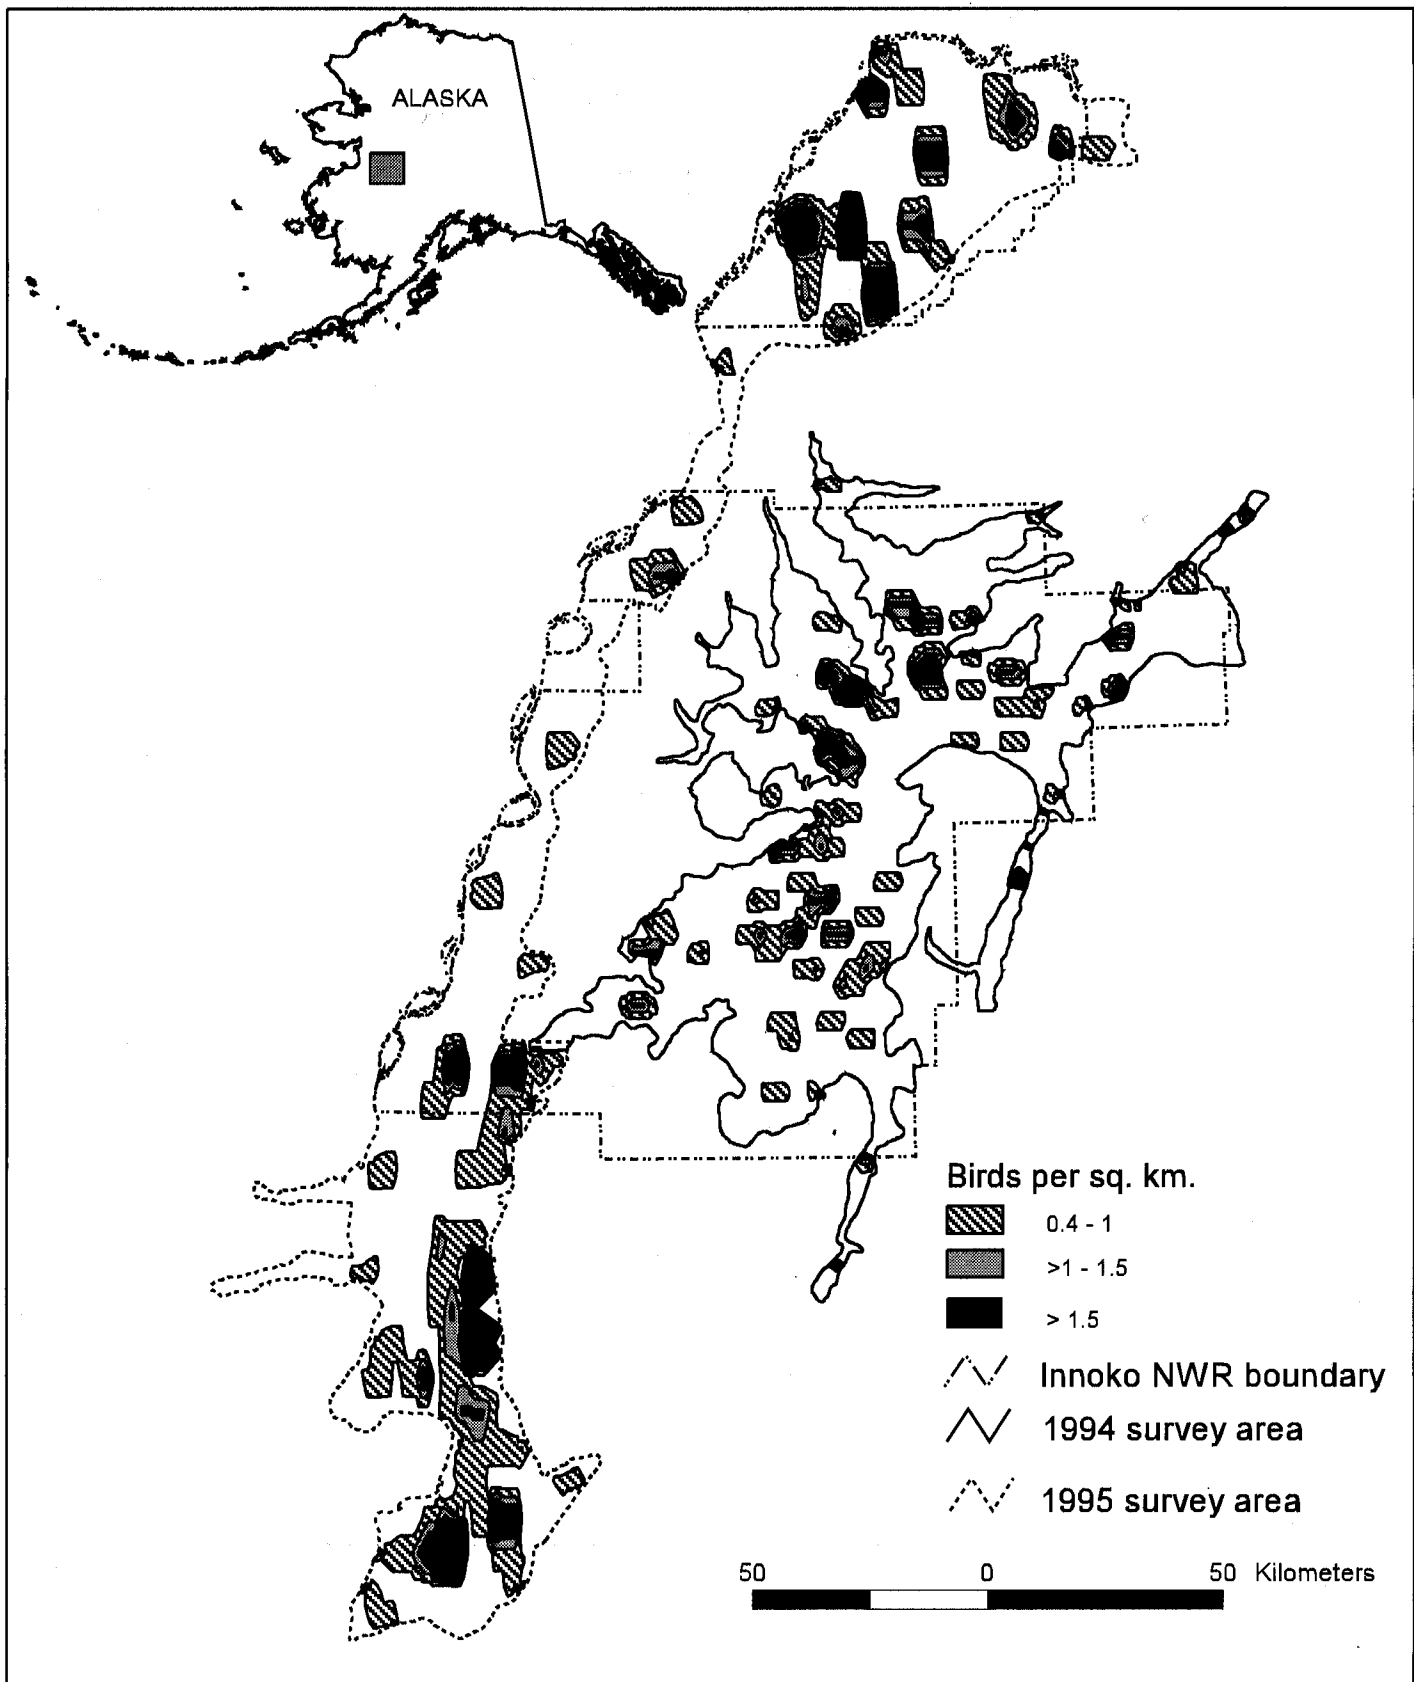 ALASKA
Birds per sq. km.
0.4 - 1
>1 - 1.5
> 1.5
Innoko NWR boundary
1994 survey area
1995 survey area
50 0 50 Kilometers